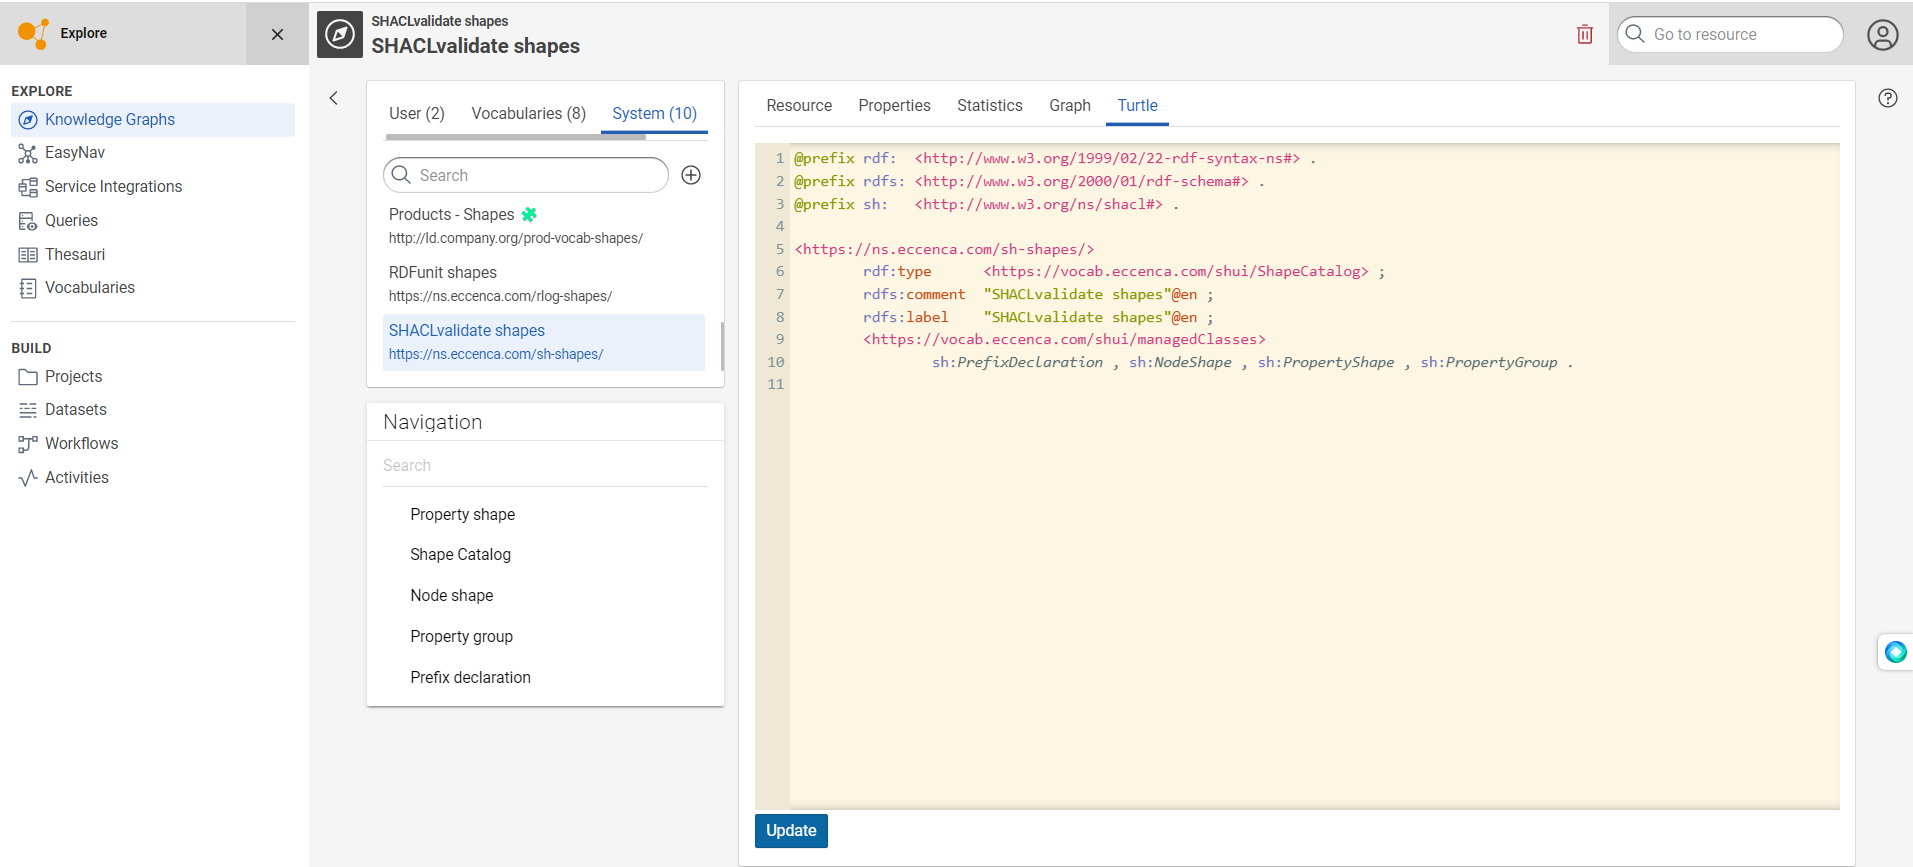 Explore
SHACLvalidate shapes
SHACLvalidate shapes
Go to resource
EXPLORE
Knowledge Graphs
EasyNav
Service Integrations
Queries
Thesauri
Vocabularies
BUILD
Projects
Datasets
Workflows
Activities
User (2) Vocabularies (8) System (10)
Search
Products - Shapes
http://ld.company.org/prod-vocab-shapes/
RDFunit shapes
https://ns.eccenca.com/rlog-shapes/
SHACLvalidate shapes
https://ns.eccenca.com/sh-shapes/
Navigation
Search
Property shape
Shape Catalog
Node shape
Property group
Prefix declaration
Resource Properties Statistics Graph Turtle
1 @prefix rdf: <http://www.w3.org/1999/02/22-rdf-syntax-ns#> .
2 @prefix rdfs: <http://www.w3.org/2000/01/rdf-schema#> .
3 @prefix sh: <http://www.w3.org/ns/shacl#> .
4
5 <https://ns.eccenca.com/sh-shapes/>
6 rdf:type <https://vocab.eccenca.com/shui/ShapeCatalog> ;
7 rdfs:comment "SHACLvalidate shapes"@en ;
8 rdfs:label "SHACLvalidate shapes"@en ;
9 <https://vocab.eccenca.com/shui/managedClasses>
10 sh:PrefixDeclaration , sh:NodeShape , sh:PropertyShape , sh:PropertyGroup .
11
Update